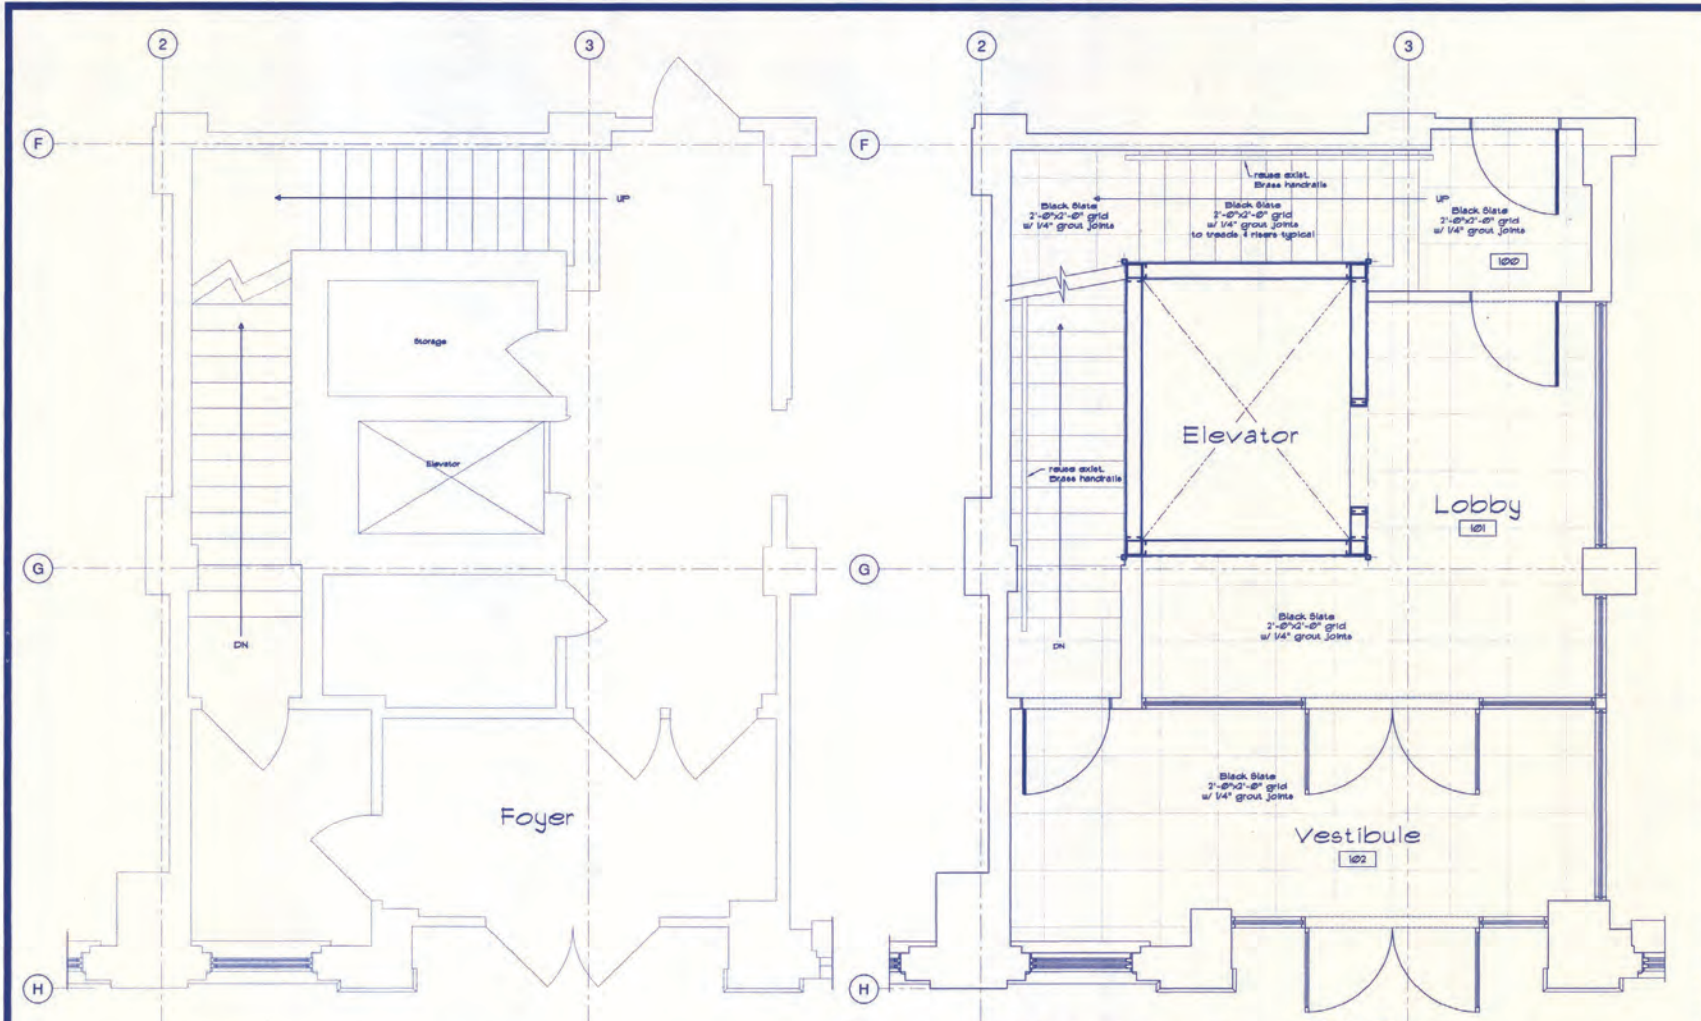 2
3
2
3
F
F
UP
reuse exist.
Brass handrails
UP
Black Slate
2'-0"x2'-0" grid
w/ 1/4" grout joints
Black Slate
2'-0"x2'-0" grid
w/ 1/4" grout joints
to treads & risers typical
Black Slate
2'-0"x2'-0" grid
w/ 1/4" grout joints
100
Storage
Elevator
Elevator
reuse exist.
Brass handrails
Lobby
101
G
G
DN
DN
Black Slate
2'-0"x2'-0" grid
w/ 1/4" grout joints
Black Slate
2'-0"x2'-0" grid
w/ 1/4" grout joints
Foyer
Vestibule
102
H
H